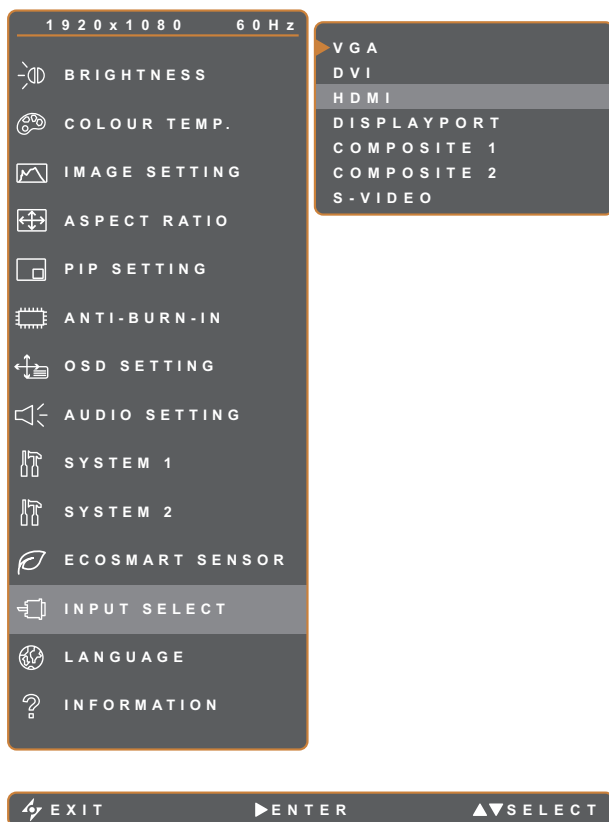 1920x1080 60Hz
BRIGHTNESS
COLOUR TEMP.
IMAGE SETTING
ASPECT RATIO
PIP SETTING
ANTI-BURN-IN
OSD SETTING
AUDIO SETTING
SYSTEM 1
SYSTEM 2
ECOSMART SENSOR
INPUT SELECT
LANGUAGE
INFORMATION
VGA
DVI
HDMI
DISPLAYPORT
COMPOSITE 1
COMPOSITE 2
S-VIDEO
EXIT ENTER SELECT